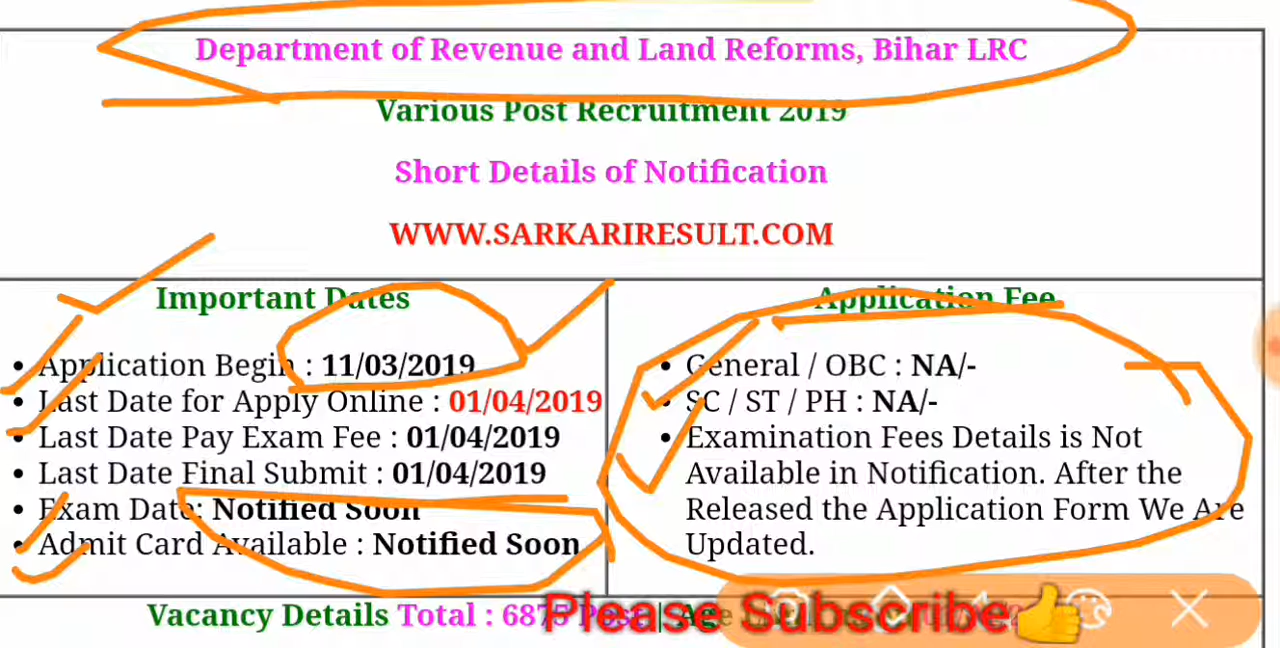 Department of Revenue and Land Reforms, Bihar LRC
Various Post Recruitment 2019
Short Details of Notification
WWW.SARKARIRESULT.COM
Important Dates
• Application Begin : 11/03/2019
• Last Date for Apply Online : 01/04/2019
• Last Date Pay Exam Fee : 01/04/2019
• Last Date Final Submit : 01/04/2019
• Exam Date: Notified Soon
• Admit Card Available : Notified Soon
Application Fee
• General / OBC : NA/-
• SC / ST / PH : NA/-
• Examination Fees Details is Not
Available in Notification. After the
Released the Application Form We Are
Updated.
Vacancy Details Total : 6875 Post | Age
Please Subscribe👍